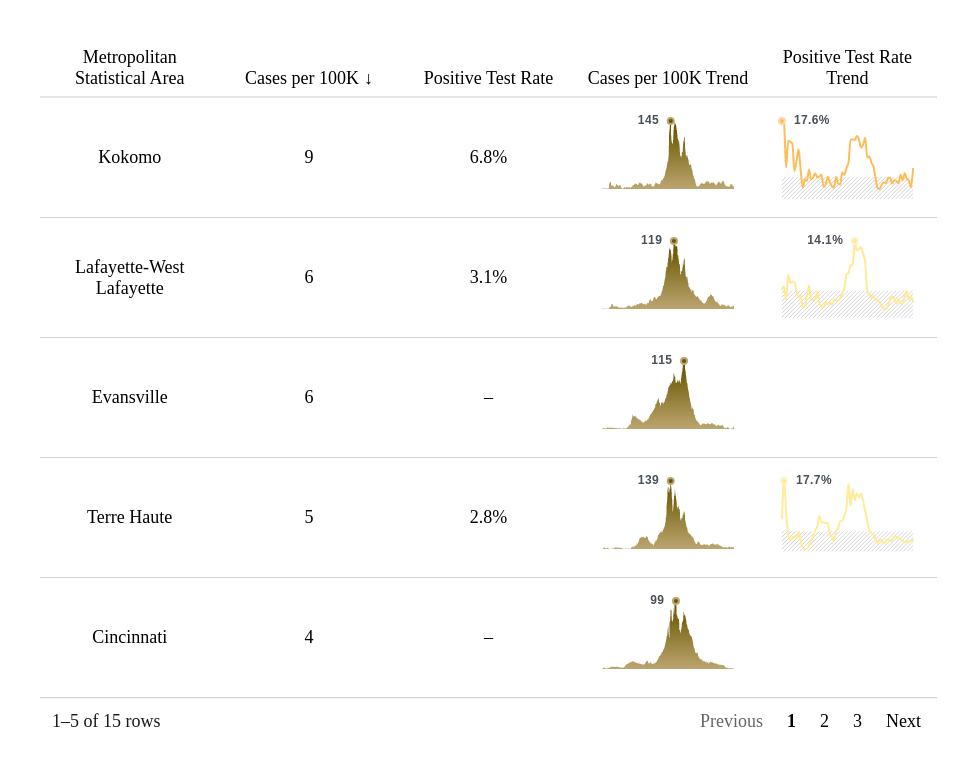 Metropolitan
Statistical Area
Cases per 100K ↓
Positive Test Rate
Cases per 100K Trend
Positive Test Rate
Trend
Kokomo
9
6.8%
145
17.6%
Lafayette-West
Lafayette
6
3.1%
119
14.1%
Evansville
6
–
115
Terre Haute
5
2.8%
139
17.7%
Cincinnati
4
–
99
1–5 of 15 rows
Previous 1 2 3 Next